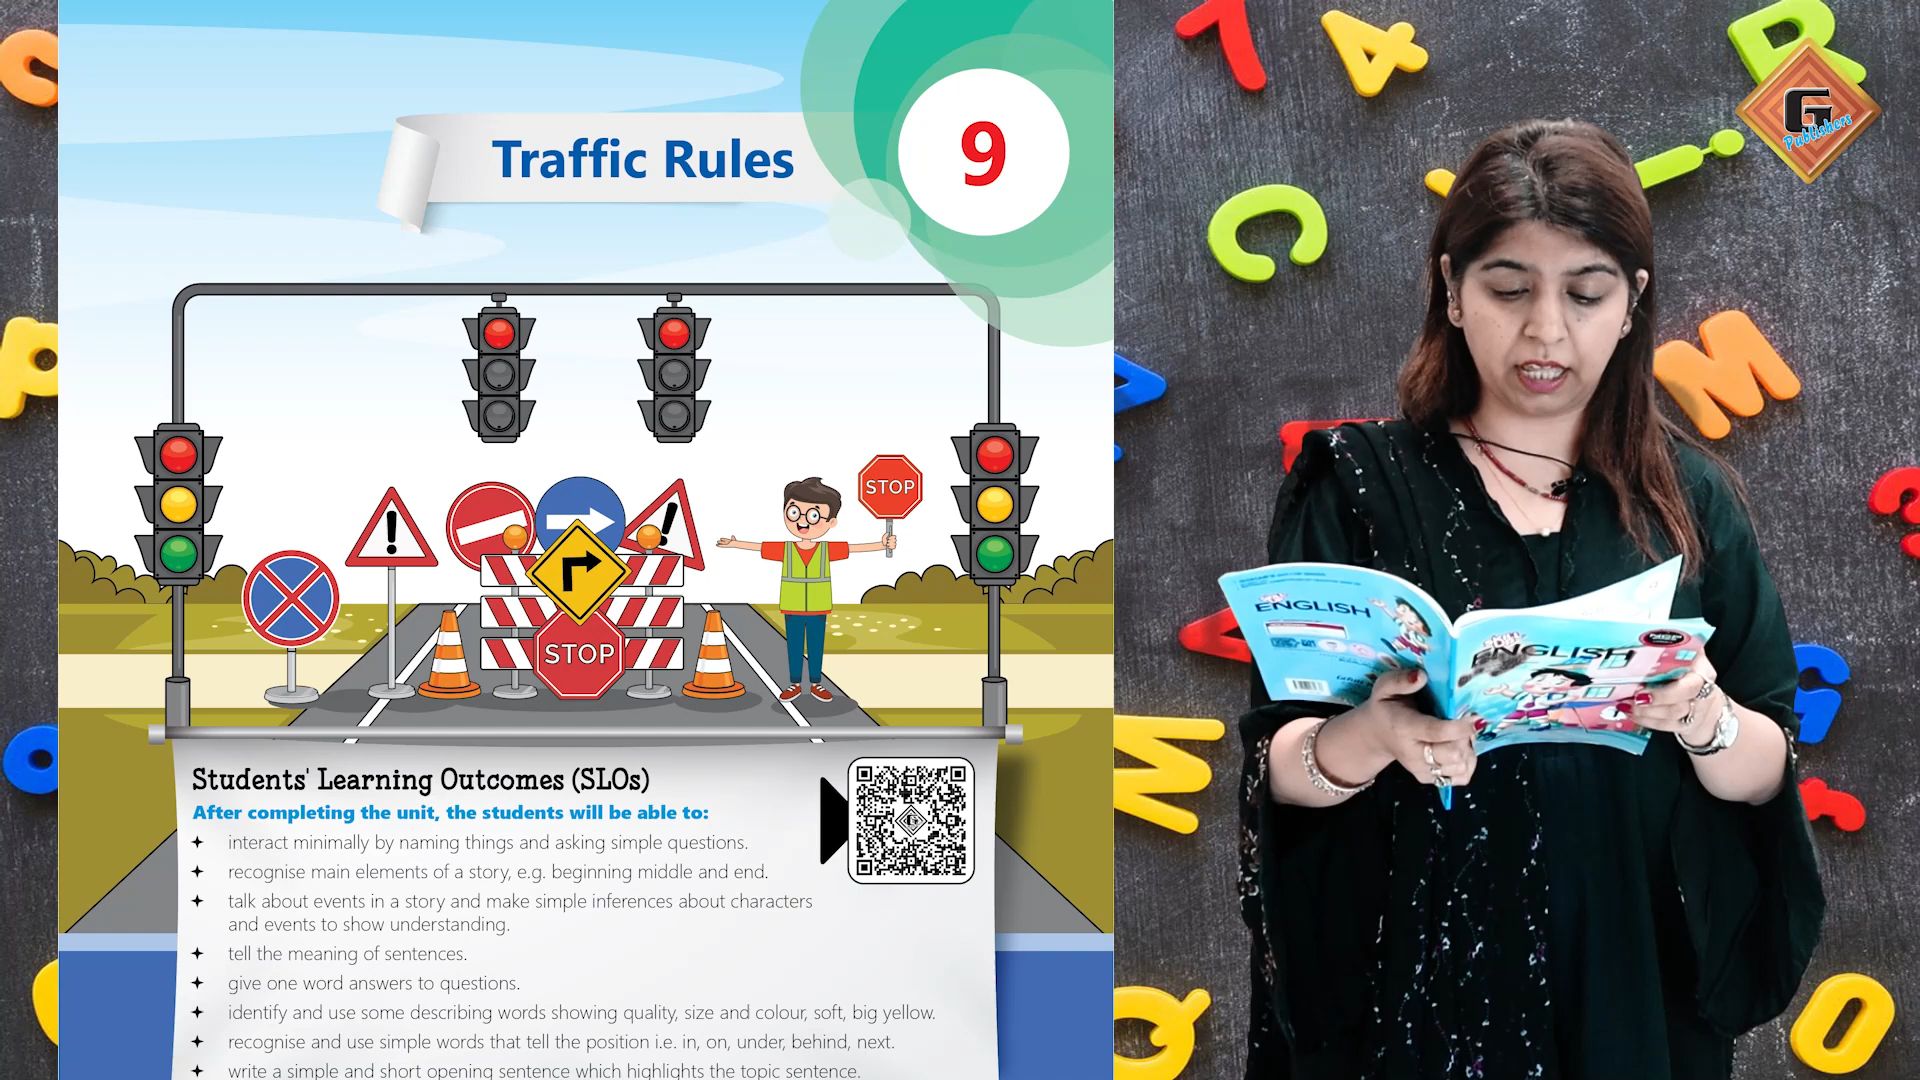 Traffic Rules
9
G
Publishers
STOP
STOP
Students' Learning Outcomes (SLOs)
After completing the unit, the students will be able to:
interact minimally by naming things and asking simple questions.
recognise main elements of a story, e.g. beginning middle and end.
talk about events in a story and make simple inferences about characters
and events to show understanding.
tell the meaning of sentences.
give one word answers to questions.
identify and use some describing words showing quality, size and colour, soft, big yellow.
recognise and use simple words that tell the position i.e. in, on, under, behind, next.
write a simple and short opening sentence which highlights the topic sentence.
ENGLISH
ENGLISH